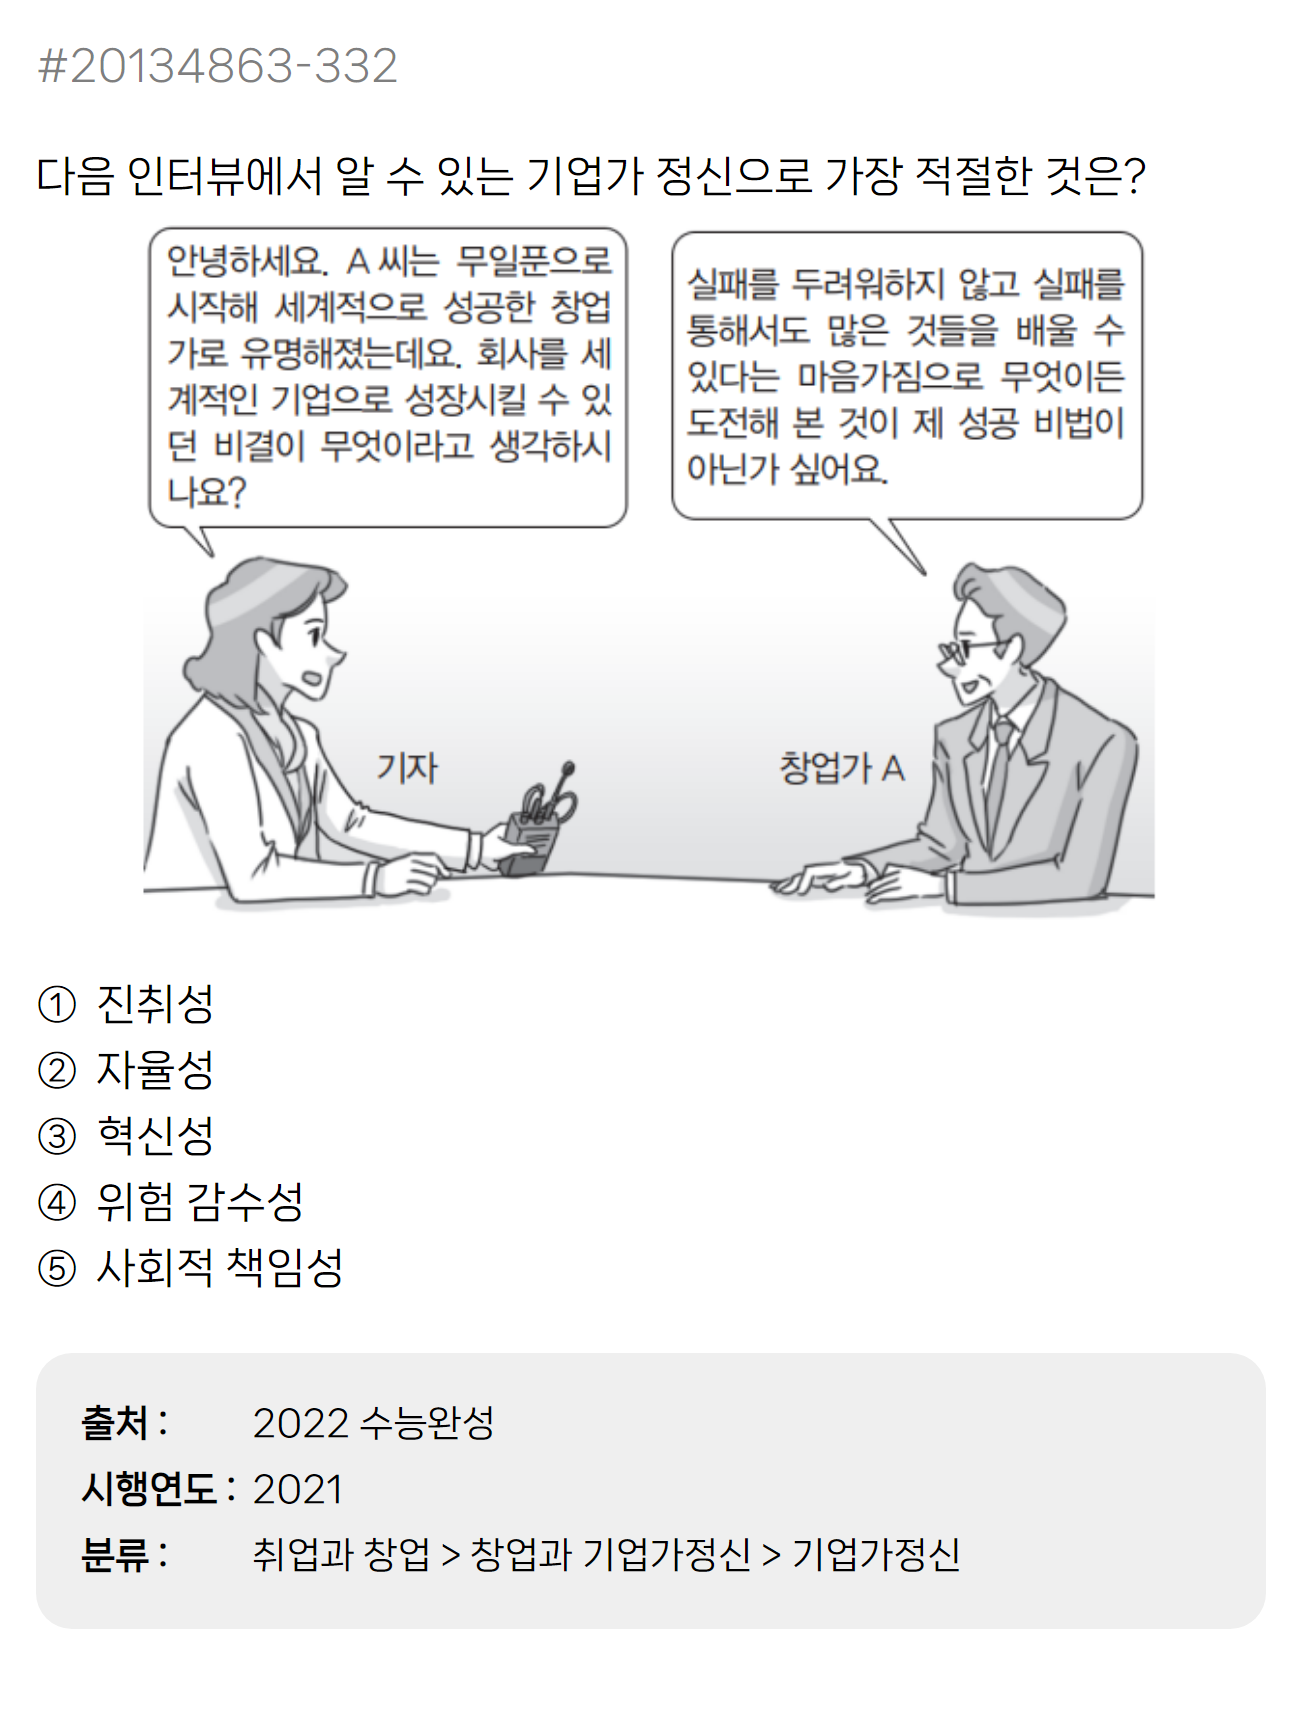 #20134863-332
다음 인터뷰에서 알 수 있는 기업가 정신으로 가장 적절한 것은?
안녕하세요. A 씨는 무일푼으로
시작해 세계적으로 성공한 창업
가로 유명해졌는데요. 회사를 세
계적인 기업으로 성장시킬 수 있
던 비결이 무엇이라고 생각하시
나요?
실패를 두려워하지 않고 실패를
통해서도 많은 것들을 배울 수
있다는 마음가짐으로 무엇이든
도전해 본 것이 제 성공 비법이
아닌가 싶어요.
기자
창업가 A
① 진취성
② 자율성
③ 혁신성
④ 위험 감수성
⑤ 사회적 책임성
출처 : 2022 수능완성
시행연도 : 2021
분류 : 취업과 창업 > 창업과 기업가정신 > 기업가정신